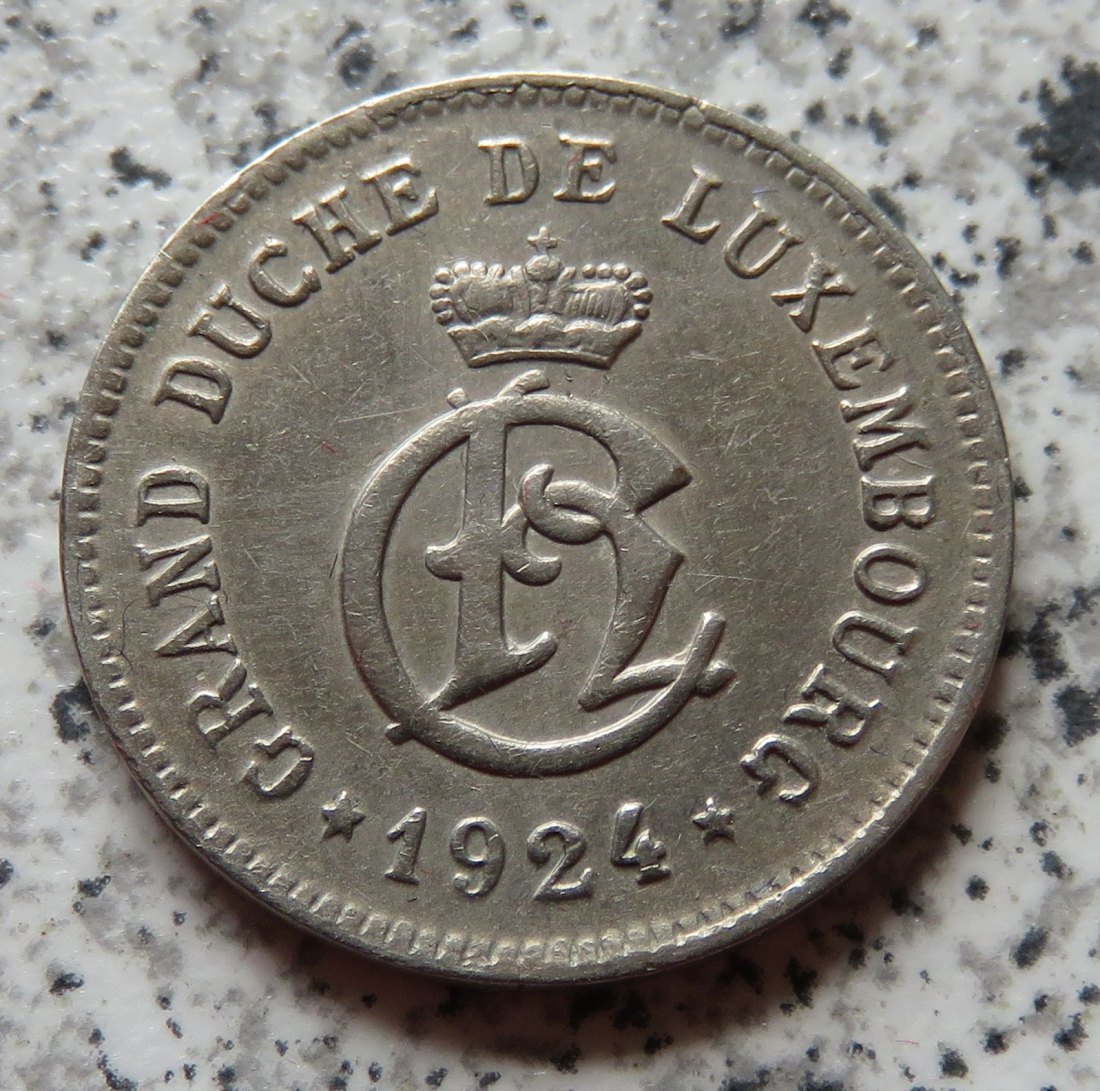 GRAND DUCHE DE LUXEMBOURG
★ 1924 ★